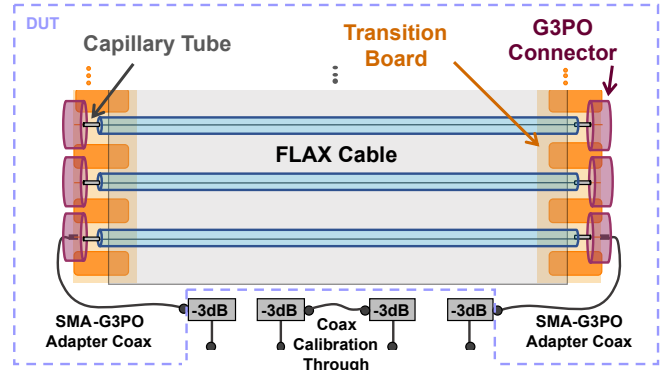 DUT
Capillary Tube
Transition
Board
G3PO
Connector
FLAX Cable
-3dB
-3dB
-3dB
-3dB
SMA-G3PO
Adapter Coax
Coax
Calibration
Through
SMA-G3PO
Adapter Coax